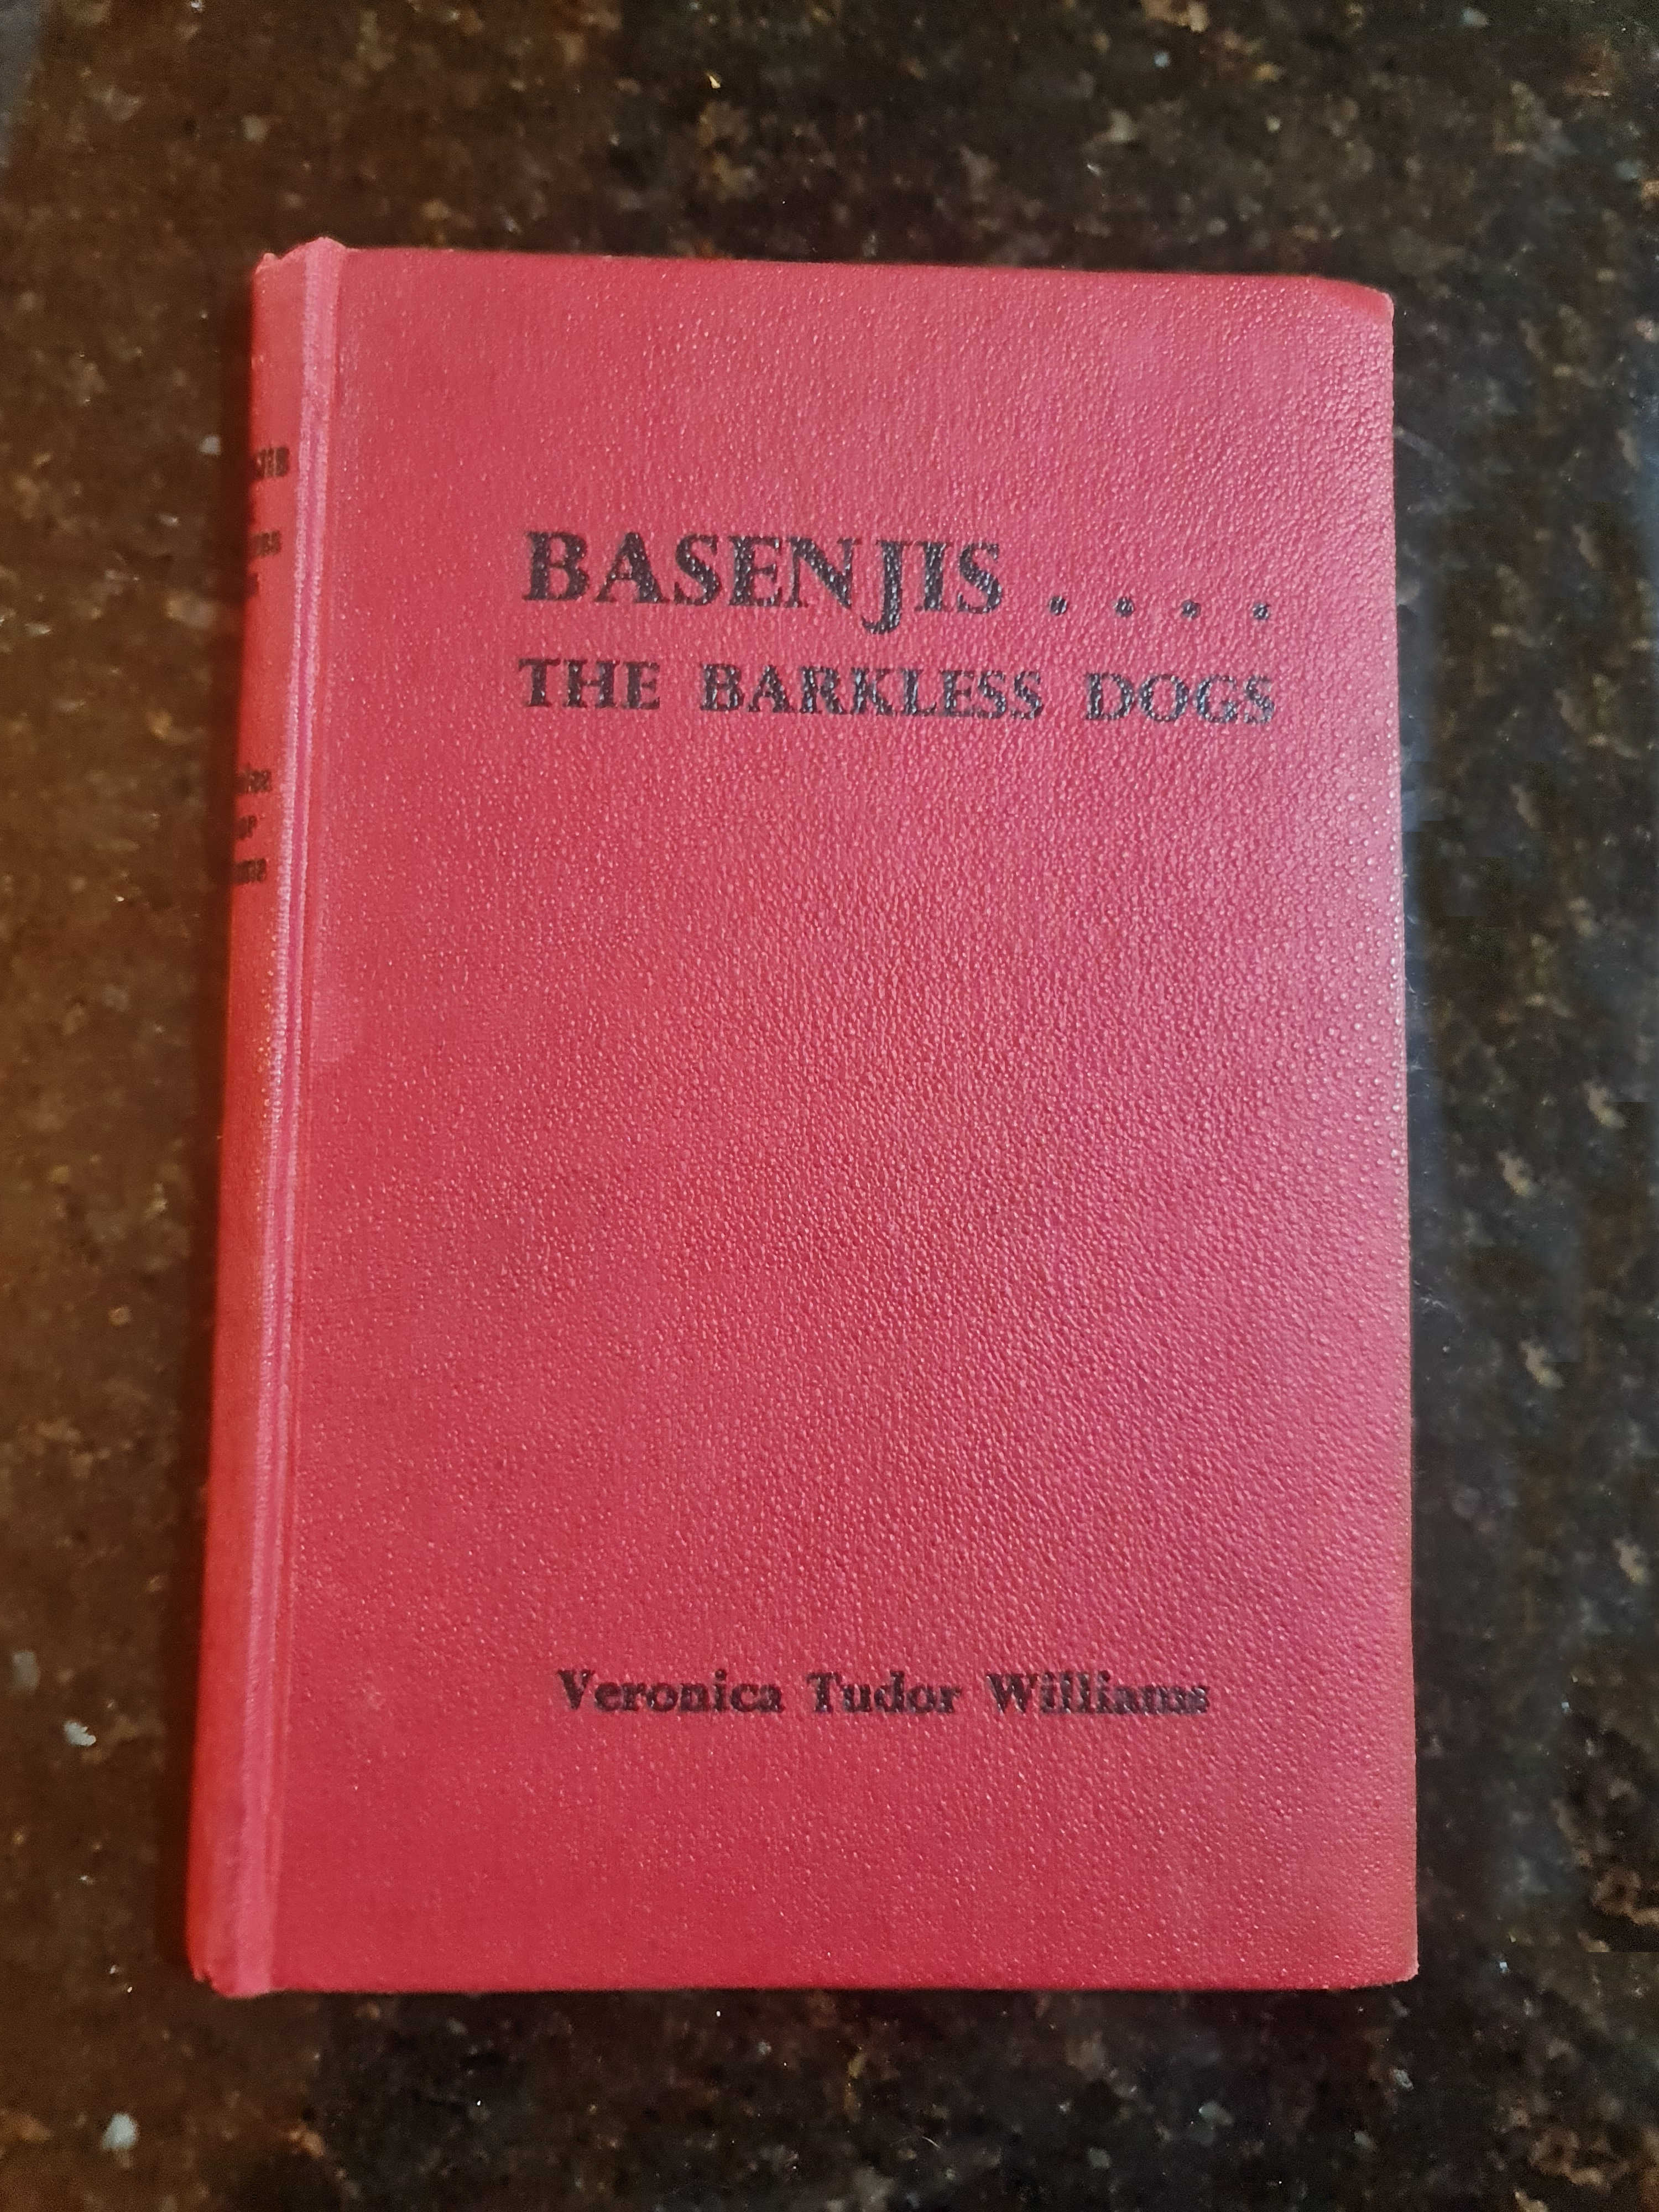 BASENJIS . . . .
THE BARKLESS DOGS
Veronica Tudor Williams